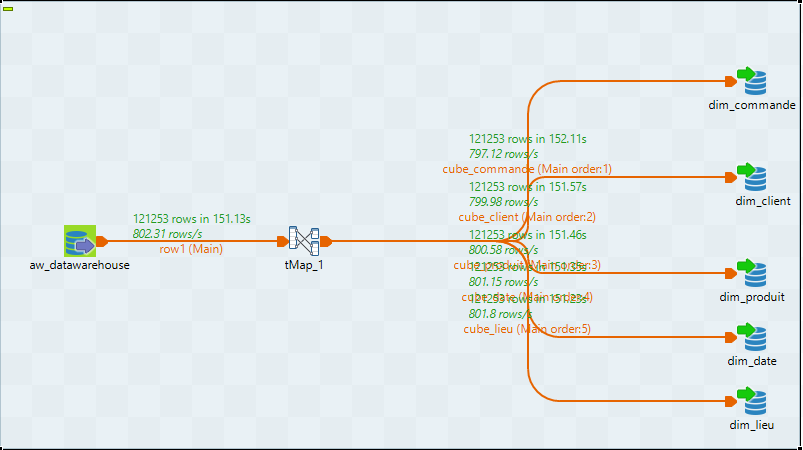 dim_commande
121253 rows in 152.11s
797.12 rows/s
cube_commande (Main order:1)
121253 rows in 151.57s
799.98 rows/s
dim_client
121253 rows in 151.13s
802.31 rows/s
cube_client (Main order:2)
row1 (Main)
121253 rows in 151.46s
800.58 rows/s
aw_datawarehouse
tMap_1
cube_produit (Main order:3)
121253 rows in 151.35s
801.15 rows/s
dim_produit
cube_date (Main order:4)
121253 rows in 151.23s
801.8 rows/s
cube_lieu (Main order:5)
dim_date
dim_lieu